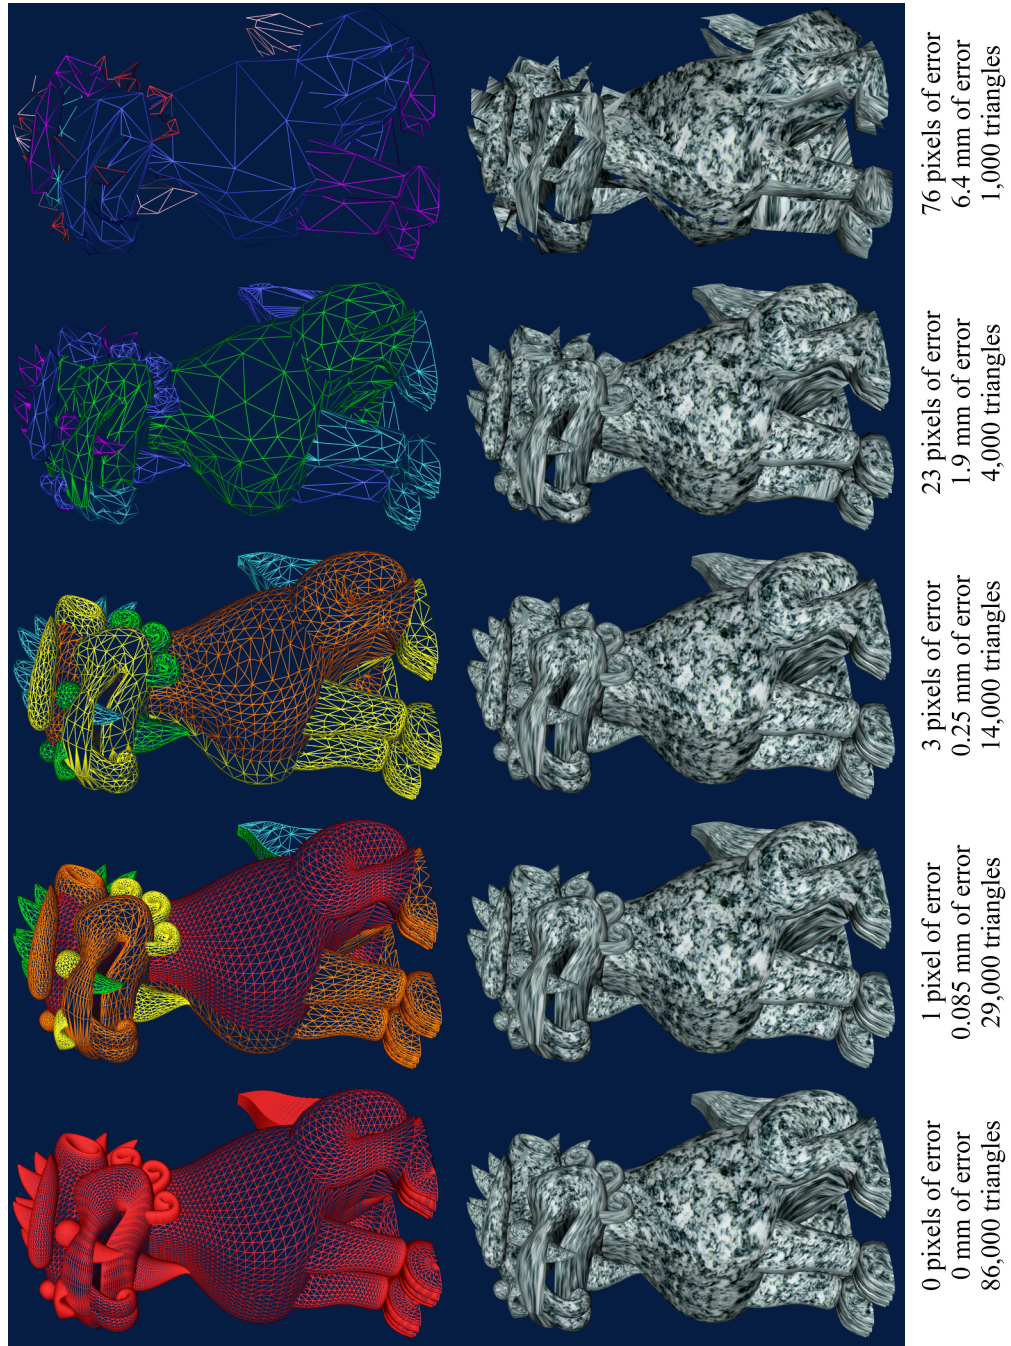 0 pixels of error
0 mm of error
86,000 triangles
1 pixel of error
0.085 mm of error
29,000 triangles
3 pixels of error
0.25 mm of error
14,000 triangles
23 pixels of error
1.9 mm of error
4,000 triangles
76 pixels of error
6.4 mm of error
1,000 triangles